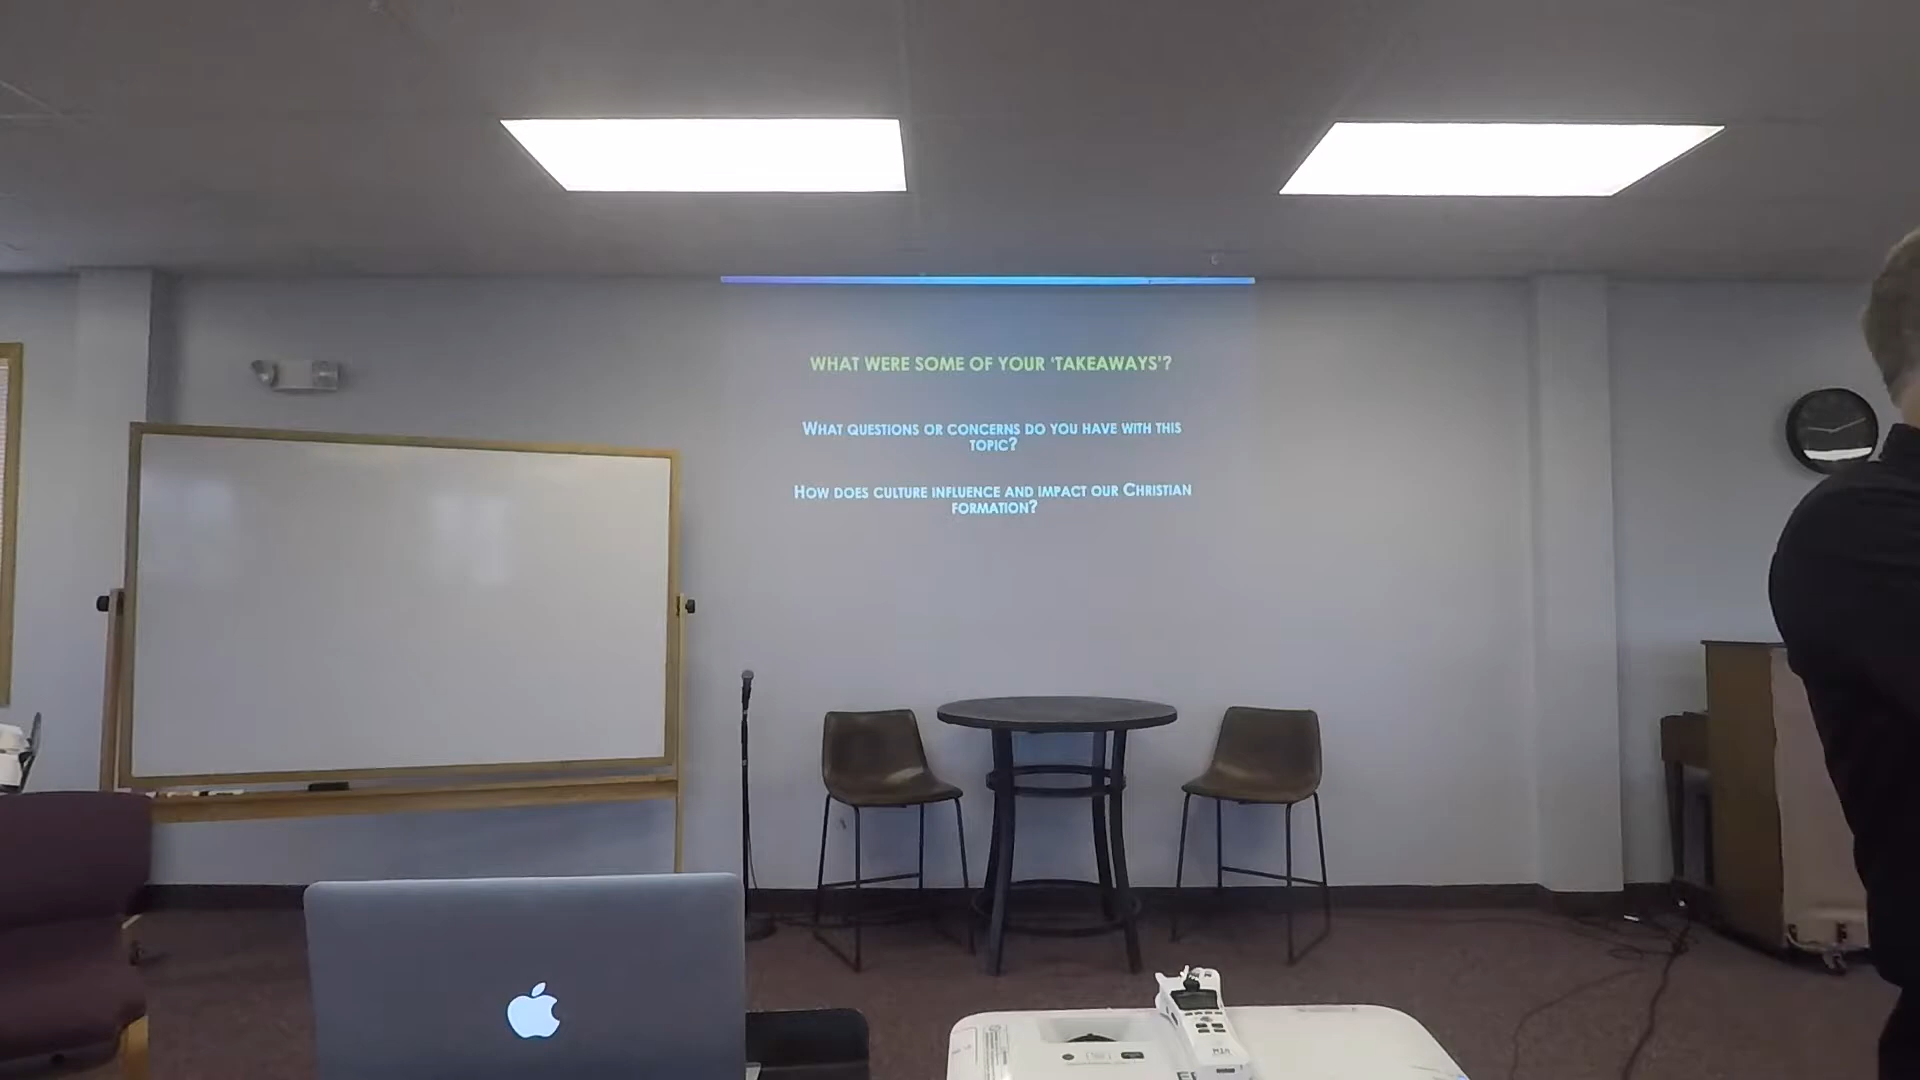 WHAT WERE SOME OF YOUR ‘TAKEAWAYS’?
WHAT QUESTIONS OR CONCERNS DO YOU HAVE WITH THIS
TOPIC?
HOW DOES CULTURE INFLUENCE AND IMPACT OUR CHRISTIAN
FORMATION?